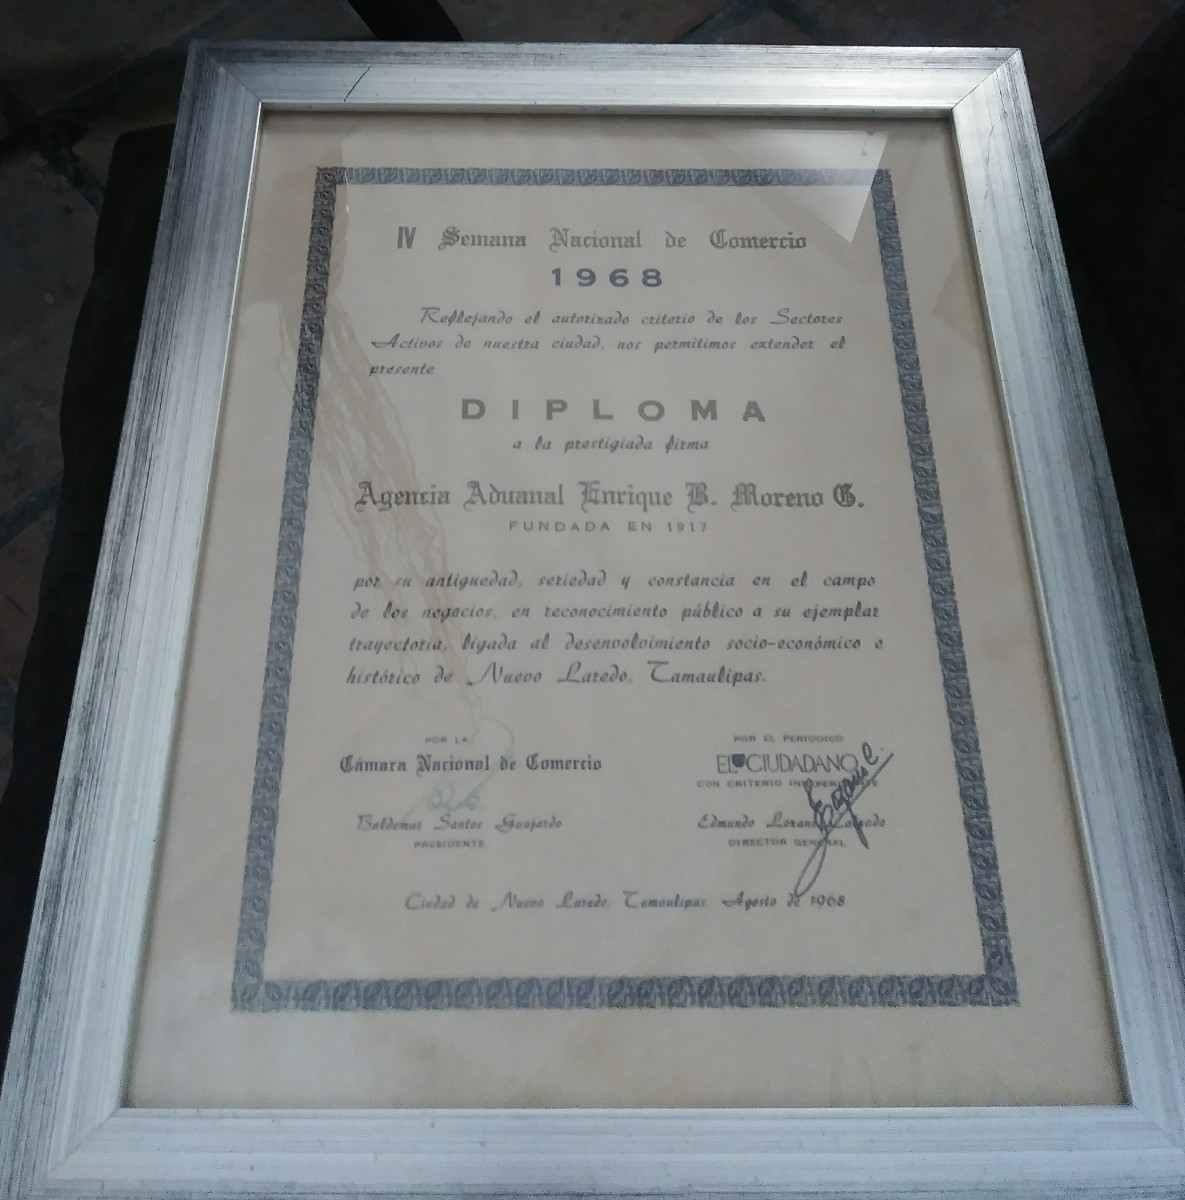 IV Semana Nacional de Comercio
1968
Reflejando el autorizado criterio de los Sectores
Activos de nuestra ciudad, nos permitimos extender el
presente
DIPLOMA
a la prestigiada firma
Agencia Aduanal Enrique B. Moreno G.
FUNDADA EN 1917
por su antiguedad, seriedad y constancia en el campo
de los negocios, en reconocimiento público a su ejemplar
trayectoria, ligada al desenvolvimiento socio-económico e
histórico de Nuevo Laredo, Tamaulipas.
POR LA
Cámara Nacional de Comercio
Baldemar Santos Guajardo
PRESIDENTE
POR EL PERIODICO
EL CIUDADANO
CON CRITERIO INDEPENDIENTE
Edmundo
DIRECTOR GENERAL
Ciudad de Nuevo Laredo, Tamaulipas Agosto de 1968